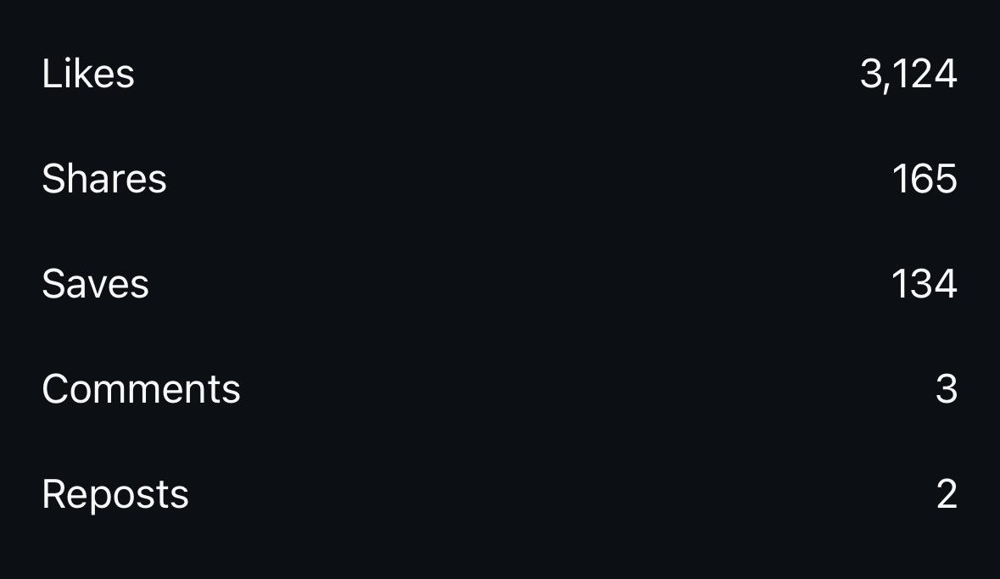 Likes 3,124
Shares 165
Saves 134
Comments 3
Reposts 2